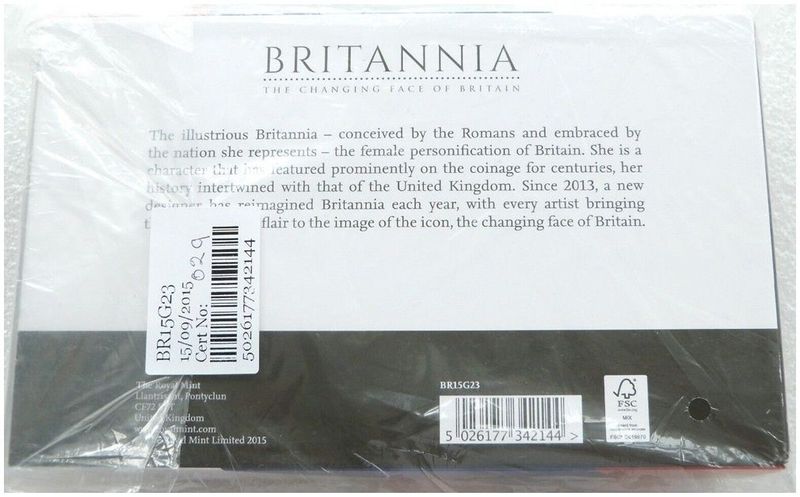 BRITANNIA
THE CHANGING FACE OF BRITAIN
The illustrious Britannia – conceived by the Romans and embraced by
the nation she represents – the female personification of Britain. She is a
character that has featured prominently on the coinage for centuries, her
history intertwined with that of the United Kingdom. Since 2013, a new
designer has reimagined Britannia each year, with every artist bringing
flair to the image of the icon, the changing face of Britain.
BR15G23
15/09/2015
Cert No: 029
5026177342144
The Royal Mint
Llantrisant, Pontyclun
CF72
United Kingdom
Mint Limited 2015
BR15G23
5 026177 342144 >
FSC
MIX